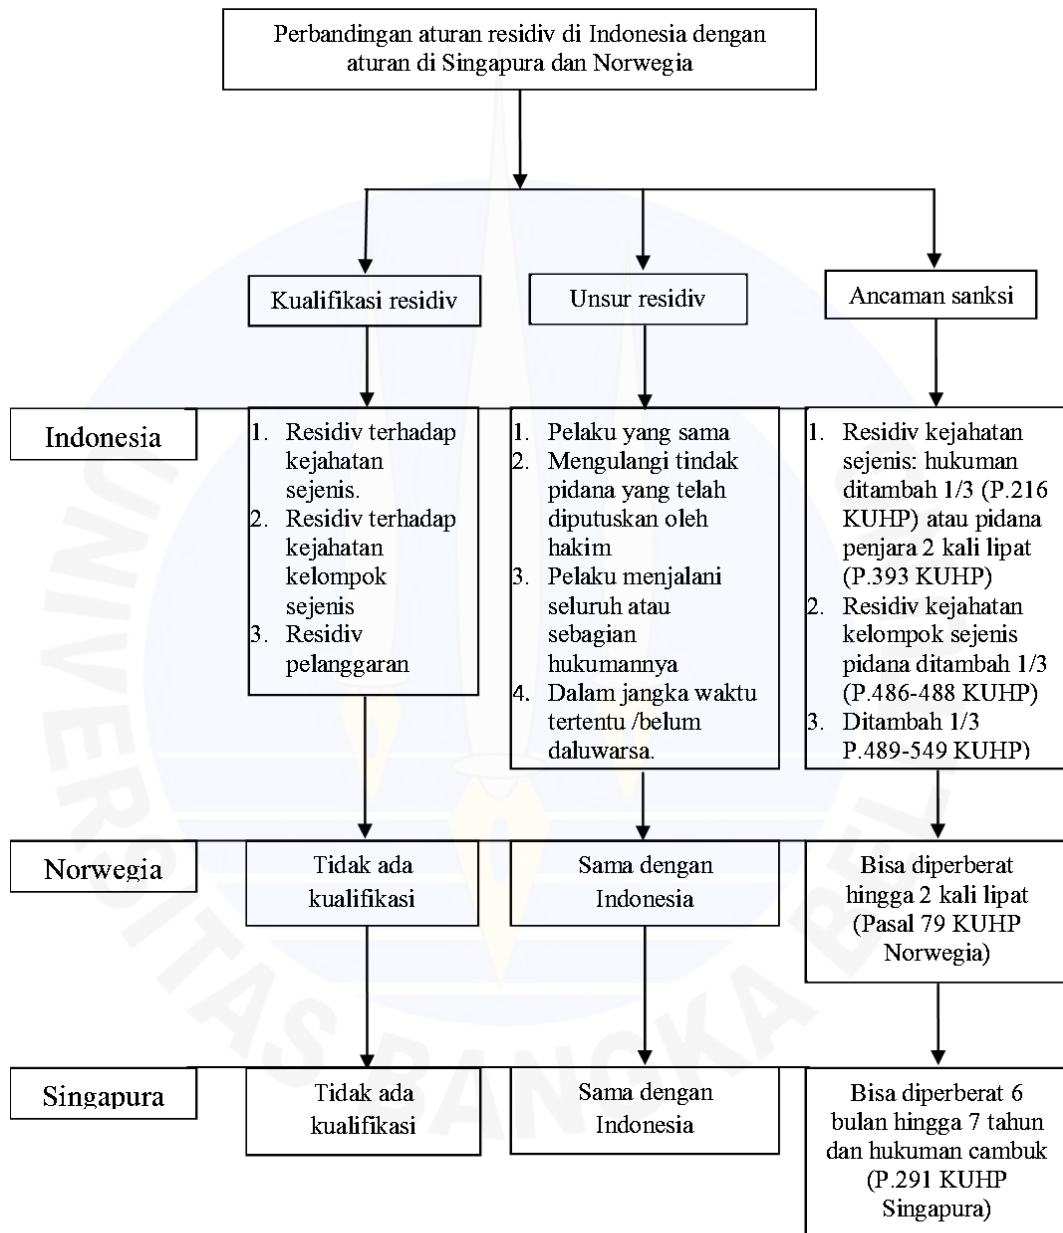 Perbandingan aturan residiv di Indonesia dengan
aturan di Singapura dan Norwegia
Kualifikasi residiv
Unsur residiv
Ancaman sanksi
Indonesia
1. Residiv terhadap
kejahatan
sejenis.
2. Residiv terhadap
kejahatan
kelompok
sejenis
3. Residiv
pelanggaran
1. Pelaku yang sama
2. Mengulangi tindak
pidana yang telah
diputuskan oleh
hakim
3. Pelaku menjalani
seluruh atau
sebagian
hukumannya
4. Dalam jangka waktu
tertentu /belum
daluwarsa.
1. Residiv kejahatan
sejenis: hukuman
ditambah 1/3 (P.216
KUHP) atau pidana
penjara 2 kali lipat
(P.393 KUHP)
2. Residiv kejahatan
kelompok sejenis
pidana ditambah 1/3
(P.486-488 KUHP)
3. Ditambah 1/3
P.489-549 KUHP)
Norwegia
Tidak ada
kualifikasi
Sama dengan
Indonesia
Bisa diperberat
hingga 2 kali lipat
(Pasal 79 KUHP
Norwegia)
Singapura
Tidak ada
kualifikasi
Sama dengan
Indonesia
Bisa diperberat 6
bulan hingga 7 tahun
dan hukuman cambuk
(P.291 KUHP
Singapura)
UNIVERSITAS BANGKA BELITUNG